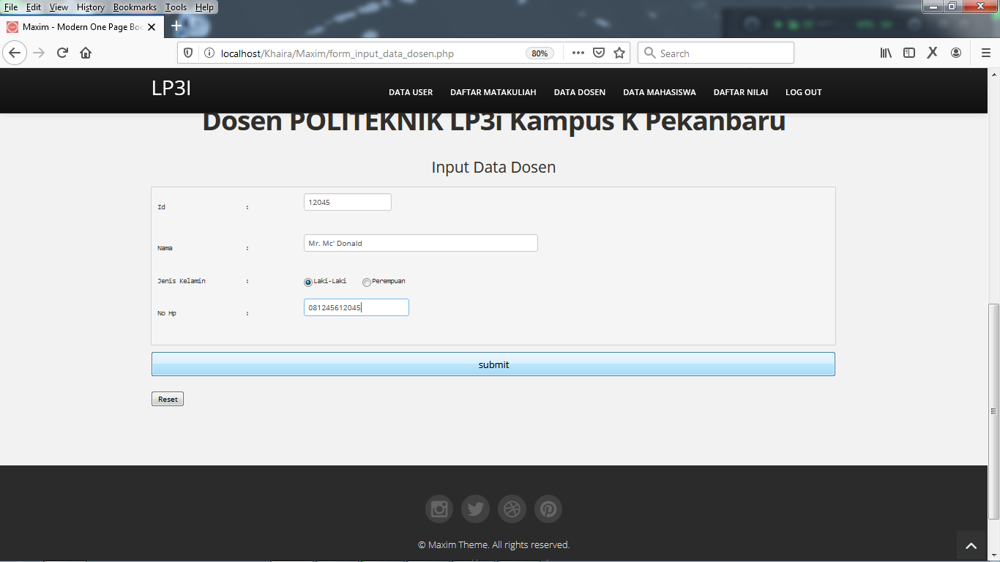 File Edit View History Bookmarks Tools Help
Maxim - Modern One Page Boo
localhost/Khaira/Maxim/form_input_data_dosen.php 80% Search
LP3I DATA USER DAFTAR MATAKULIAH DATA DOSEN DATA MAHASISWA DAFTAR NILAI LOG OUT
Dosen POLITEKNIK LP3i Kampus K Pekanbaru
Input Data Dosen
Id : 12045
Nama : Mr. Mc' Donald
Jenis Kelamin : Laki-Laki Perempuan
No Hp : 081245612045
submit
Reset
© Maxim Theme. All rights reserved.